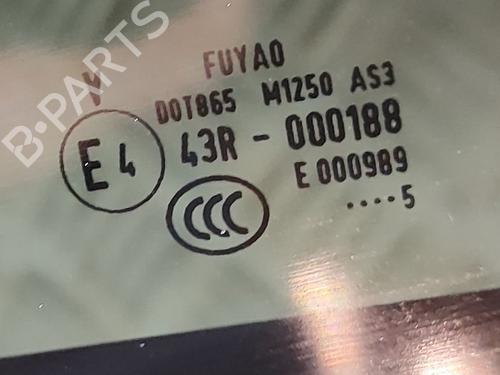 FUYAO
V
DOT865 M1250 AS3
E4 43R - 000188
E 000989
CCC
....5
B-PARTS